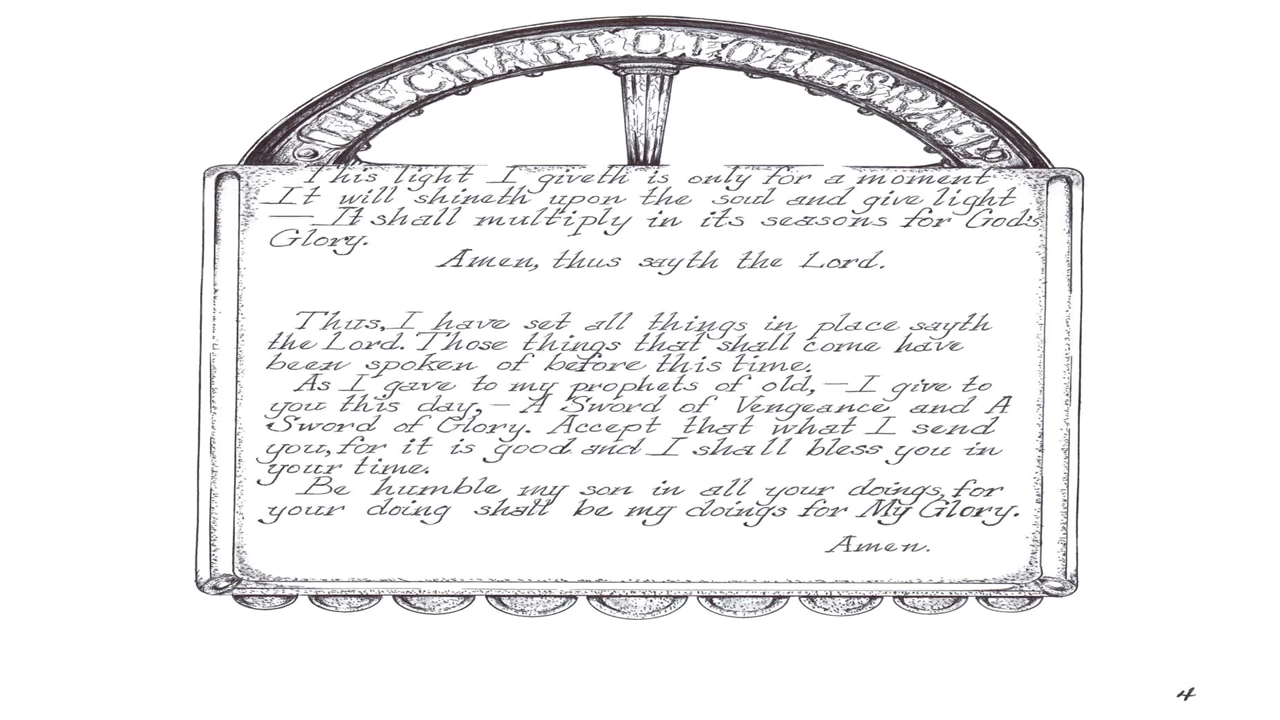 THE CHARIOT OF ISRAEL
This light I giveth is only for a moment
It will shineth upon the soul and give light
— It shall multiply in its seasons for God's
Glory.
Amen, thus sayth the Lord.
Thus, I have set all things in place sayth
the Lord. Those things that shall come have
been spoken of before this time.
As I gave to my prophets of old, — I give to
you this day, — A Sword of Vengeance and A
Sword of Glory. Accept that what I send
you, for it is good and I shall bless you in
your time.
Be humble my son in all your doings, for
your doing shall be my doings for My Glory.
Amen.
4